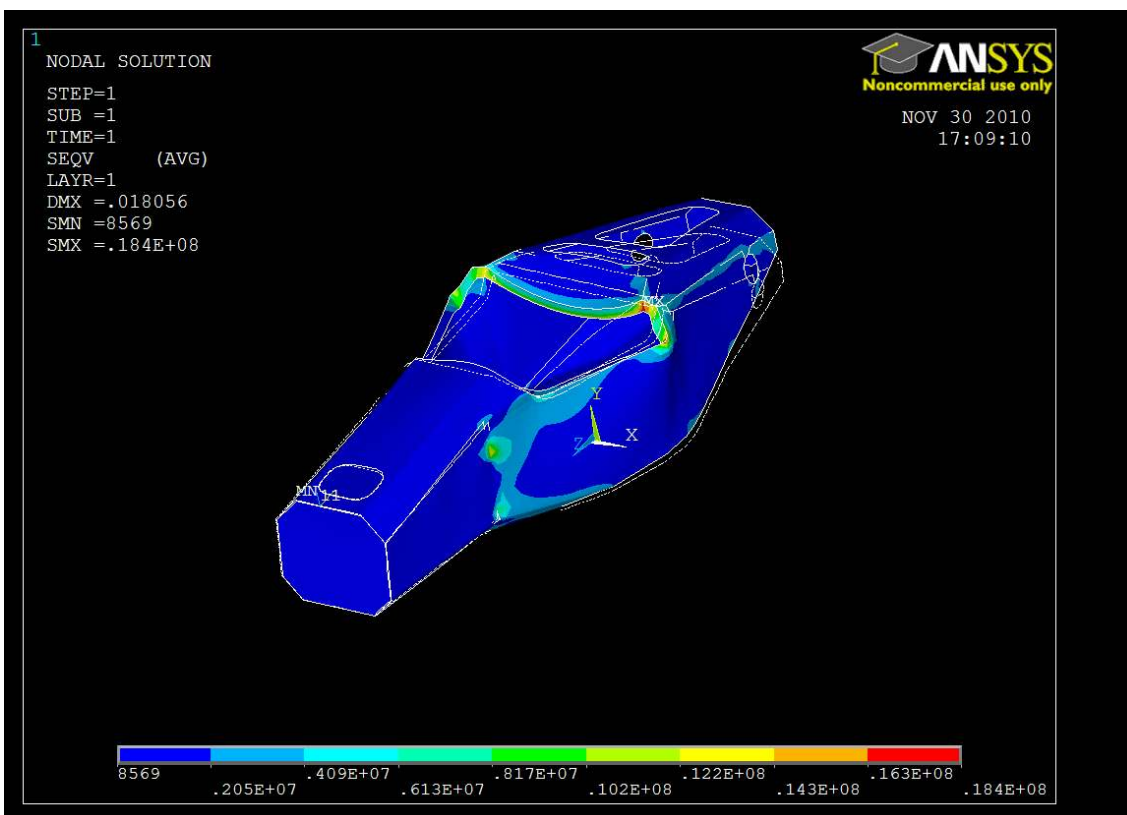 1
NODAL SOLUTION
STEP=1
SUB =1
TIME=1
SEQV (AVG)
LAYR=1
DMX =.018056
SMN =8569
SMX =.184E+08
ANSYS
Noncommercial use only
NOV 30 2010
17:09:10
MX
Y
Z X
MN
8569 .409E+07 .817E+07 .122E+08 .163E+08
.205E+07 .613E+07 .102E+08 .143E+08 .184E+08